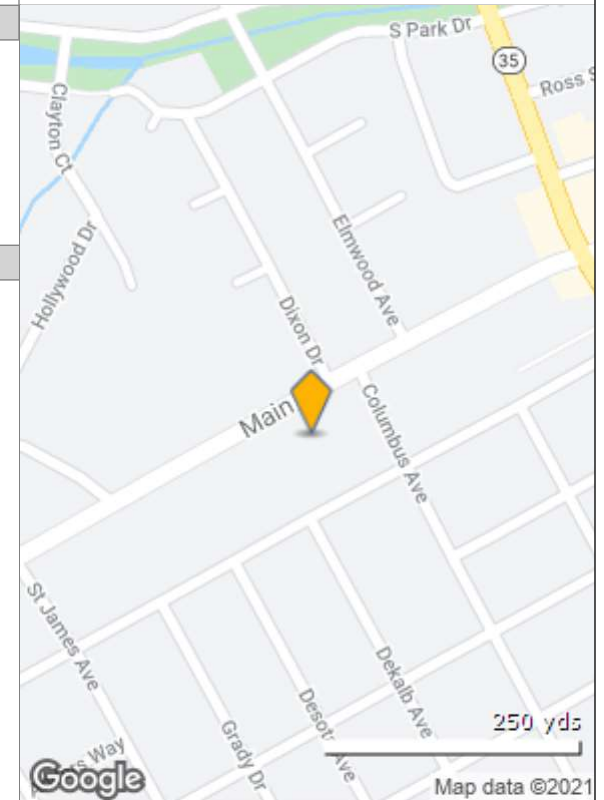 S Park Dr
35
Ross S
Clayton Ct
Hollywood Dr
Elmwood Ave
Dixon Dr
Main
Columbus Ave
St James Ave
Dekalb Ave
Ave
Grady Dr
Way
250 yds
Google
Map data ©2021